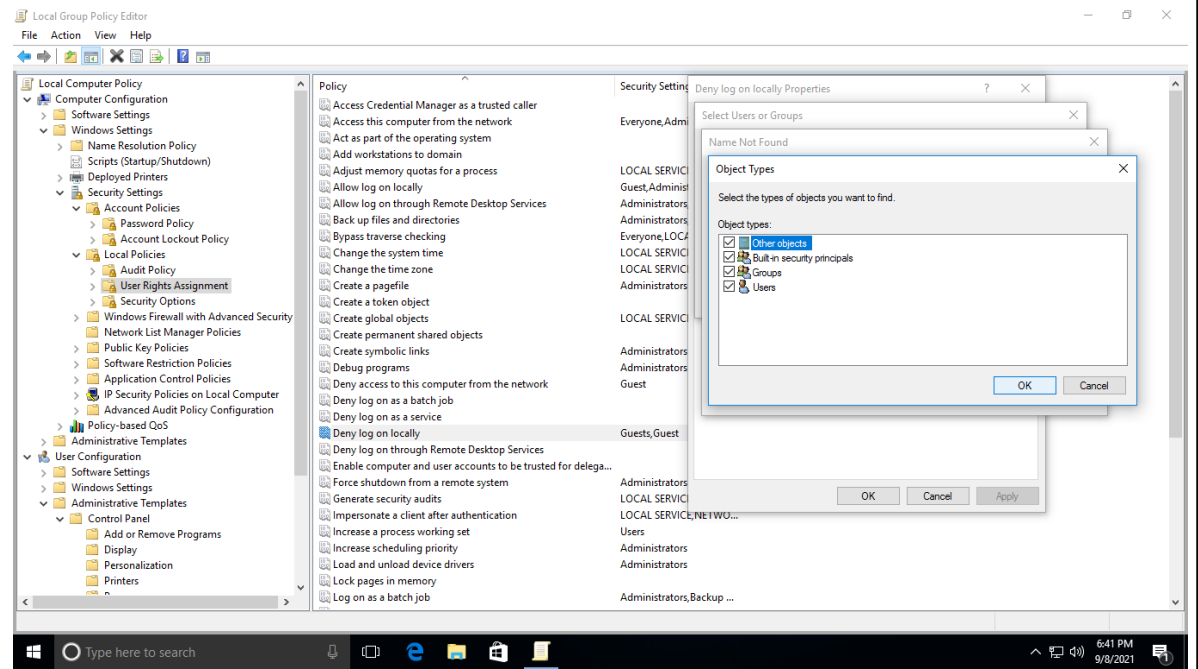 Local Group Policy Editor
File Action View Help
Local Computer Policy
Computer Configuration
Software Settings
Windows Settings
Name Resolution Policy
Scripts (Startup/Shutdown)
Deployed Printers
Security Settings
Account Policies
Password Policy
Account Lockout Policy
Local Policies
Audit Policy
User Rights Assignment
Security Options
Windows Firewall with Advanced Security
Network List Manager Policies
Public Key Policies
Software Restriction Policies
Application Control Policies
IP Security Policies on Local Computer
Advanced Audit Policy Configuration
Policy-based QoS
Administrative Templates
User Configuration
Software Settings
Windows Settings
Administrative Templates
Control Panel
Add or Remove Programs
Display
Personalization
Printers
Policy Security Setting
Access Credential Manager as a trusted caller
Access this computer from the network Everyone,Admi
Act as part of the operating system
Add workstations to domain
Adjust memory quotas for a process LOCAL SERVIC
Allow log on locally Guest,Administ
Allow log on through Remote Desktop Services Administrators
Back up files and directories Administrators
Bypass traverse checking Everyone,LOCA
Change the system time LOCAL SERVIC
Change the time zone LOCAL SERVIC
Create a pagefile Administrators
Create a token object
Create global objects LOCAL SERVIC
Create permanent shared objects
Create symbolic links Administrators
Debug programs Administrators
Deny access to this computer from the network Guest
Deny log on as a batch job
Deny log on as a service
Deny log on locally Guests,Guest
Deny log on through Remote Desktop Services
Enable computer and user accounts to be trusted for delega...
Force shutdown from a remote system Administrators
Generate security audits LOCAL SERVIC
Impersonate a client after authentication LOCAL SERVICE,NETWO...
Increase a process working set Users
Increase scheduling priority Administrators
Load and unload device drivers Administrators
Lock pages in memory
Log on as a batch job Administrators,Backup ...
Deny log on locally Properties ?
Select Users or Groups
Name Not Found
Object Types
Select the types of objects you want to find.
Object types:
Other objects
Built-in security principals
Groups
Users
OK Cancel
OK Cancel Apply
Type here to search
6:41 PM
9/8/2021
1